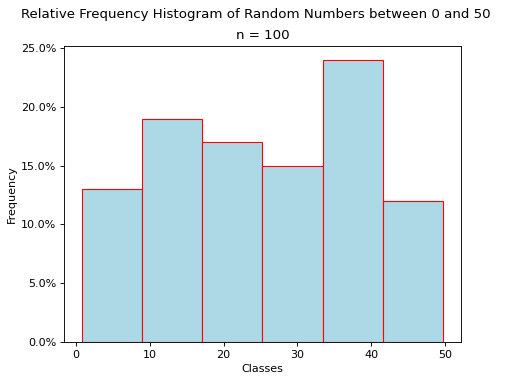 Relative Frequency Histogram of Random Numbers between 0 and 50
n = 100
25.0%
20.0%
15.0%
10.0%
5.0%
0.0%
Frequency
0 10 20 30 40 50
Classes